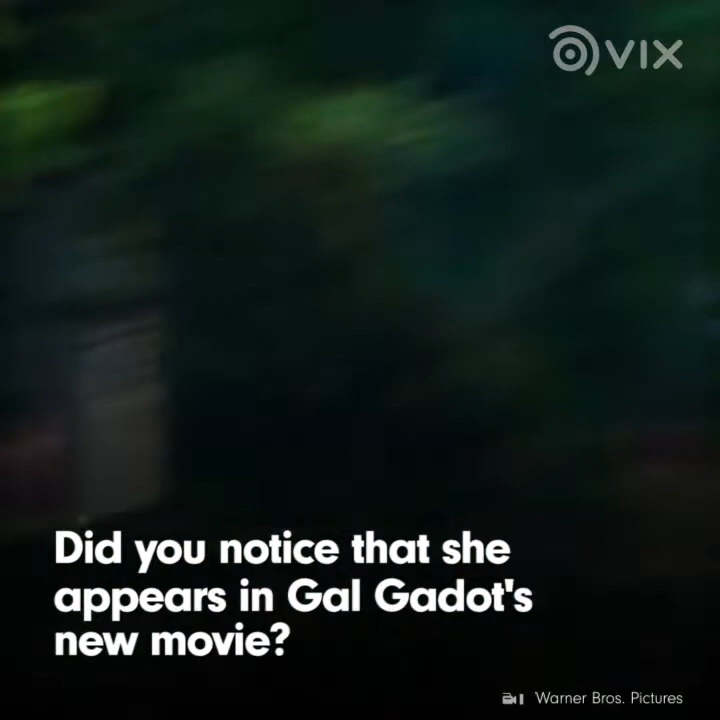 VIX
Did you notice that she
appears in Gal Gadot's
new movie?
Warner Bros. Pictures